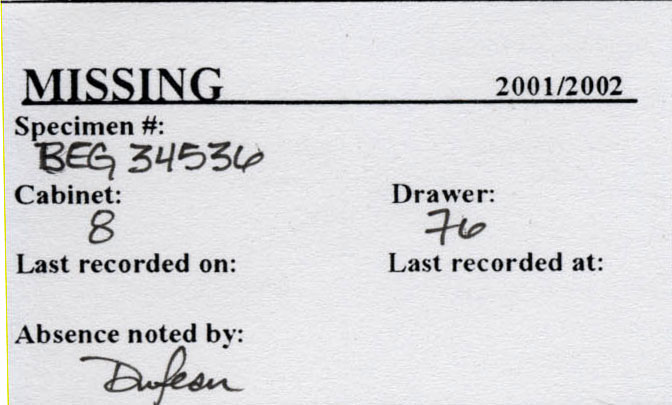 MISSING 2001/2002
Specimen #:
BEG 34536
Cabinet: Drawer:
8 76
Last recorded on: Last recorded at:
Absence noted by: